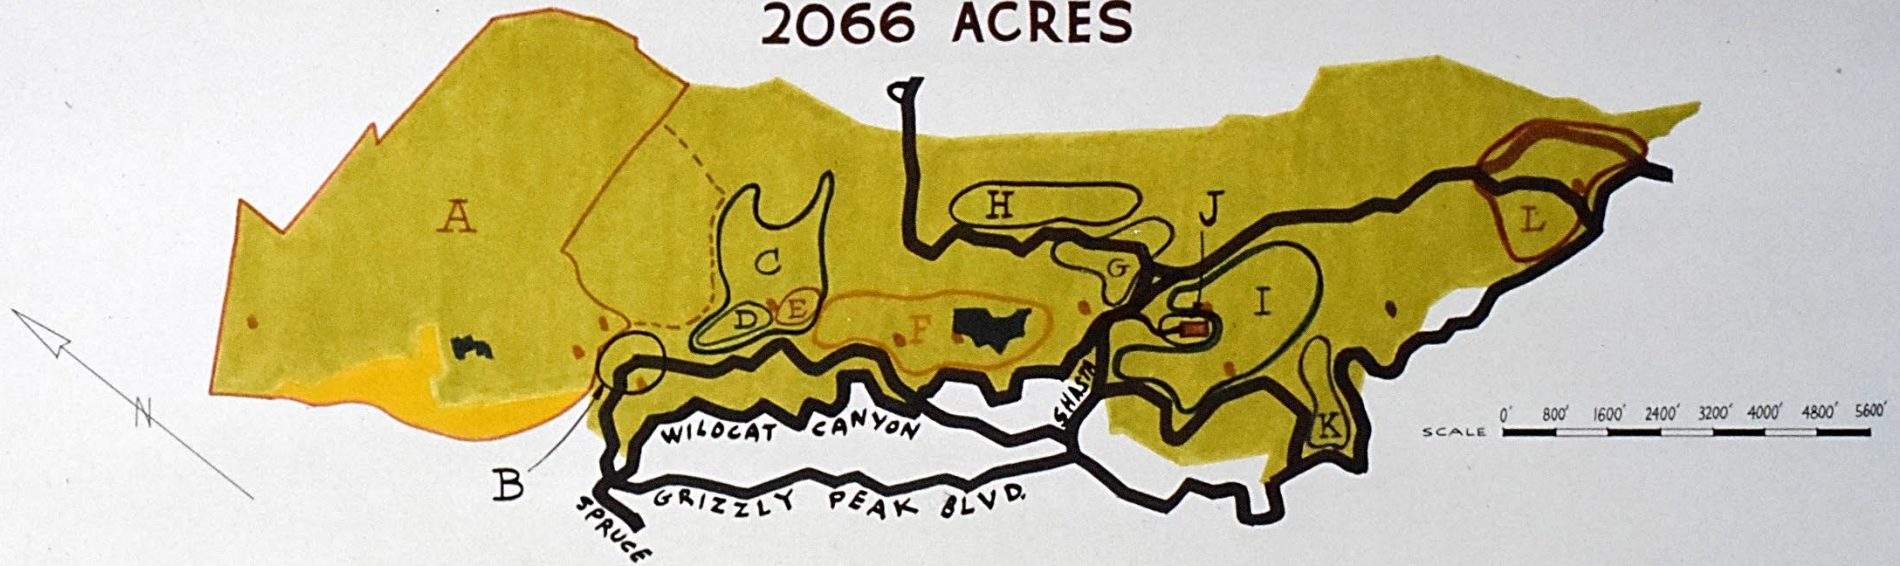 2066 ACRES
A
H
J
C
G
L
I
D
E
F
N
SHASTA
K
WILDCAT CANYON
SCALE 0' 800' 1600' 2400' 3200' 4000' 4800' 5600'
B
GRIZZLY PEAK BLVD.
SPRUCE